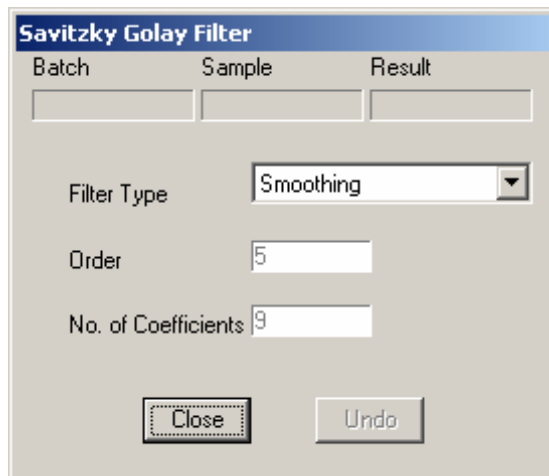 Savitzky Golay Filter
Batch Sample Result
Filter Type Smoothing
Order 5
No. of Coefficients 9
Close Undo